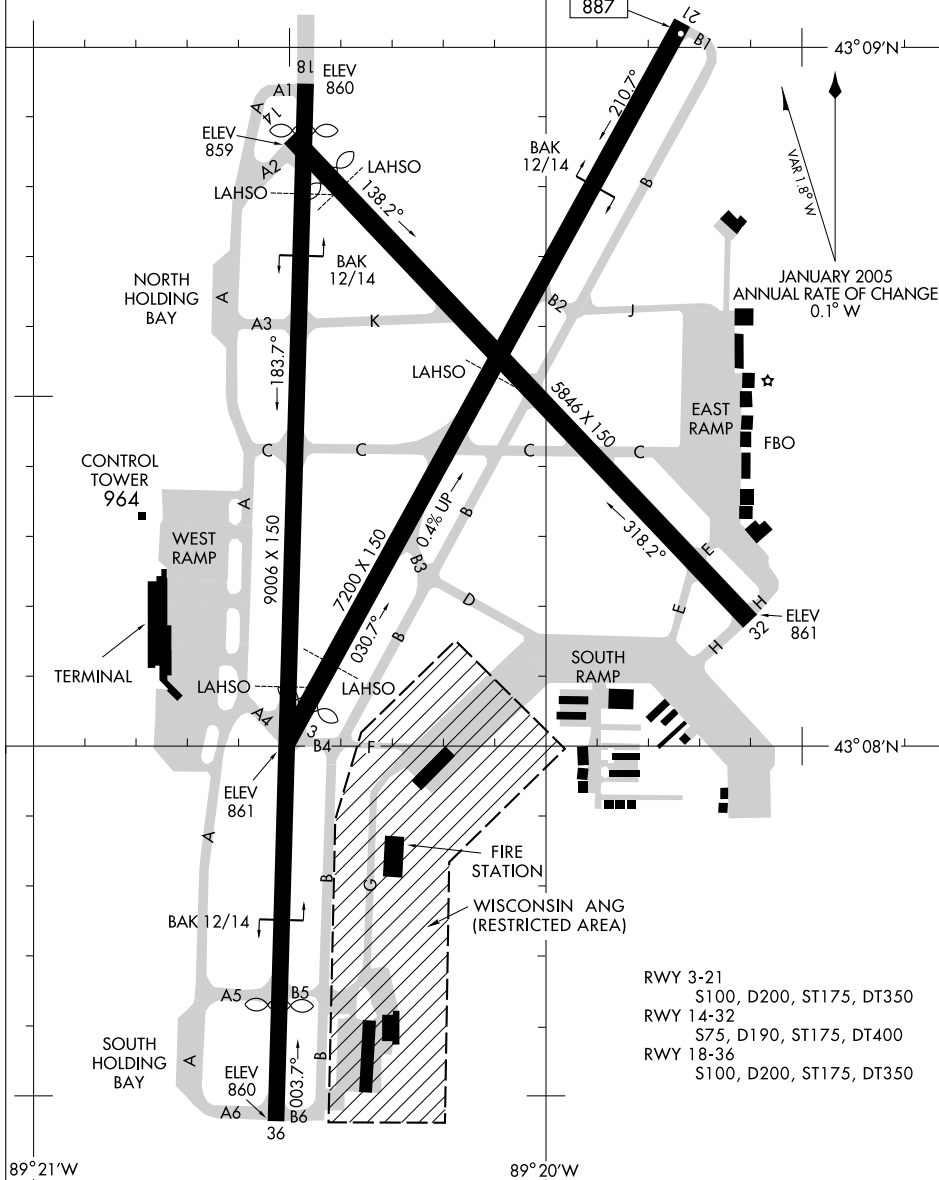 887
21
B1
43°09'N
18
ELEV
860
A1
A
14
ELEV
859
A2
LAHSO
LAHSO
138.2°
210.7°
BAK
12/14
B
VAR 1.8° W
JANUARY 2005
ANNUAL RATE OF CHANGE
0.1° W
BAK
12/14
NORTH
HOLDING
BAY
A
A3
K
B2
J
183.7°
LAHSO
5846 X 150
EAST
RAMP
FBO
C
C
C
C
CONTROL
TOWER
964
A
WEST
RAMP
9006 X 150
7200 X 150
0.4% UP
B
B3
318.2°
E
E
D
H
H
ELEV
861
32
030.7°
B
TERMINAL
LAHSO
LAHSO
SOUTH
RAMP
A4
3
B4
F
43°08'N
ELEV
861
A
FIRE
STATION
B
G
BAK 12/14
WISCONSIN ANG
(RESTRICTED AREA)
A5
B5
SOUTH
HOLDING
BAY
A
ELEV
860
003.7°
B
A6
B6
36
RWY 3-21
S100, D200, ST175, DT350
RWY 14-32
S75, D190, ST175, DT400
RWY 18-36
S100, D200, ST175, DT350
89°21'W
89°20'W